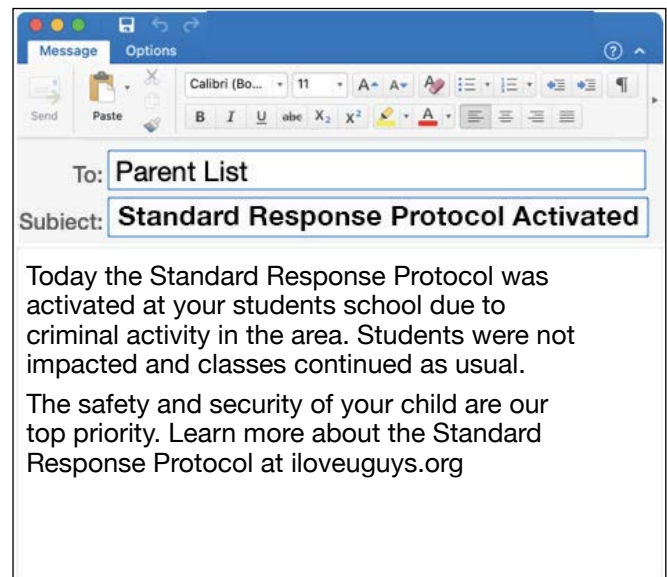 Message Options
Calibri (Bo... 11 A A
Send Paste B I U abc X₂ X² A
To: Parent List
Subject: Standard Response Protocol Activated
Today the Standard Response Protocol was
activated at your students school due to
criminal activity in the area. Students were not
impacted and classes continued as usual.
The safety and security of your child are our
top priority. Learn more about the Standard
Response Protocol at iloveuguys.org